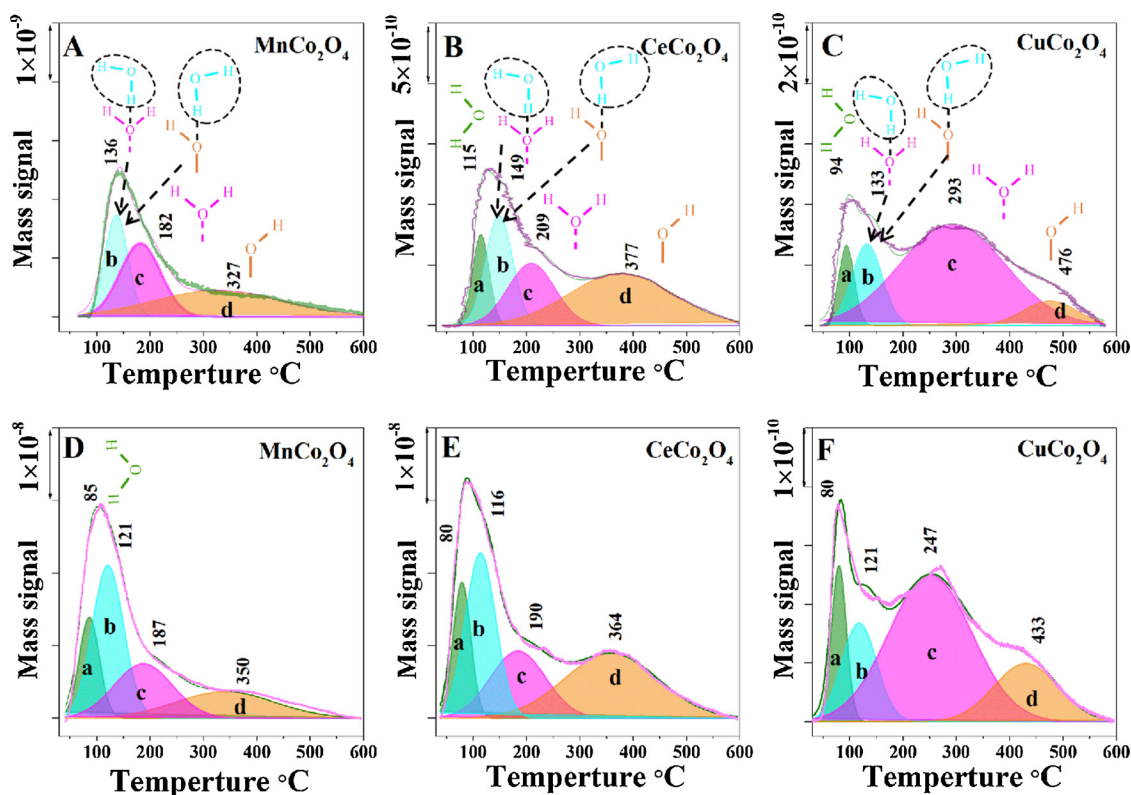 A
MnCo₂O₄
1×10⁻⁹
Mass signal
H
H
H
H
O
O
H
H
H
O
O
136
182
H
H
O
H
O
327
b
c
d
100 200 300 400 500 600
Temperture °C
B
CeCo₂O₄
5×10⁻¹⁰
Mass signal
H
H
O
H
H
H
H
O
O
H
H
H
O
O
115
149
209
H
H
O
H
O
377
a
b
c
d
100 200 300 400 500 600
Temperture °C
C
CuCo₂O₄
2×10⁻¹⁰
Mass signal
H
H
O
H
H
H
H
O
O
H
H
H
O
O
94
133
293
H
H
O
H
O
476
a
b
c
d
100 200 300 400 500 600
Temperture °C
D
MnCo₂O₄
1×10⁻⁸
Mass signal
H
O
H
85
121
187
350
a
b
c
d
100 200 300 400 500 600
Temperture °C
E
CeCo₂O₄
1×10⁻⁸
Mass signal
80
116
190
364
a
b
c
d
100 200 300 400 500 600
Temperture °C
F
CuCo₂O₄
1×10⁻¹⁰
Mass signal
80
121
247
433
a
b
c
d
100 200 300 400 500 600
Temperture °C